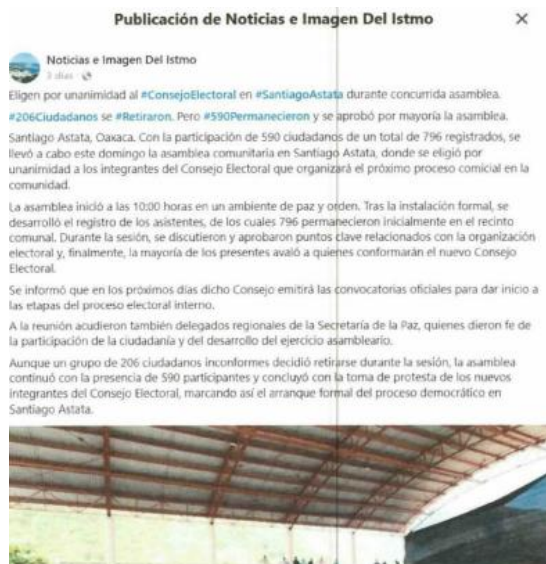 Publicación de Noticias e Imagen Del Istmo
Noticias e Imagen Del Istmo
3 días
Eligen por unanimidad al #ConsejoElectoral en #SantiagoAstata durante concurrida asamblea.
#206Ciudadanos se #Retiraron. Pero #590Permanecieron y se aprobó por mayoría la asamblea.
Santiago Astata, Oaxaca. Con la participación de 590 ciudadanos de un total de 796 registrados, se
llevó a cabo este domingo la asamblea comunitaria en Santiago Astata, donde se eligió por
unanimidad a los integrantes del Consejo Electoral que organizará el próximo proceso comicial en la
comunidad.
La asamblea inició a las 10:00 horas en un ambiente de paz y orden. Tras la instalación formal, se
desarrolló el registro de los asistentes, de los cuales 796 permanecieron inicialmente en el recinto
comunal. Durante la sesión, se discutieron y aprobaron puntos clave relacionados con la organización
electoral y, finalmente, la mayoría de los presentes avaló a quienes conformarán el nuevo Consejo
Electoral.
Se informó que en los próximos días dicho Consejo emitirá las convocatorias oficiales para dar inicio a
las etapas del proceso electoral interno.
A la reunión acudieron también delegados regionales de la Secretaría de la Paz, quienes dieron fe de
la participación de la ciudadanía y del desarrollo del ejercicio asambleario.
Aunque un grupo de 206 ciudadanos inconformes decidió retirarse durante la sesión, la asamblea
continuó con la presencia de 590 participantes y concluyó con la toma de protesta de los nuevos
integrantes del Consejo Electoral, marcando así el arranque formal del proceso democrático en
Santiago Astata.